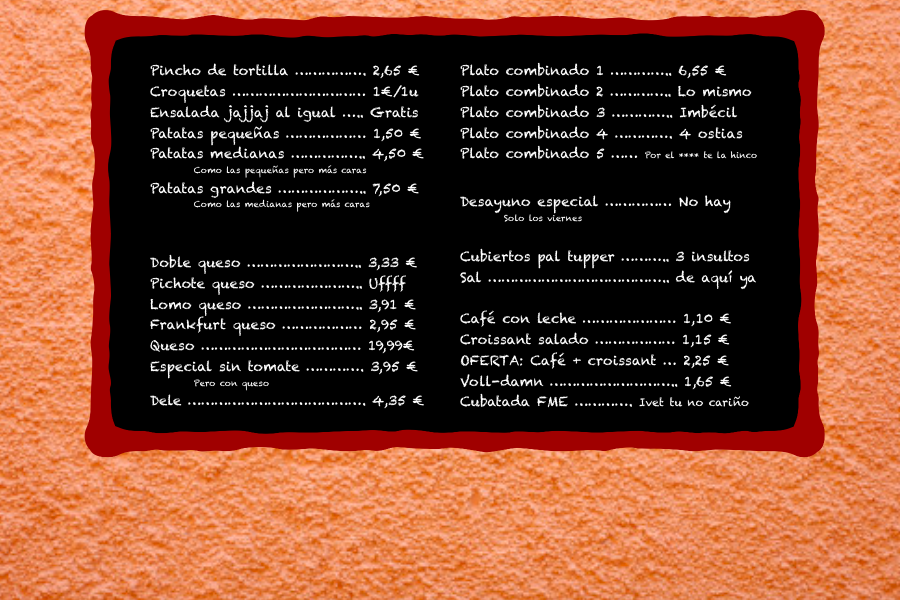 Pincho de tortilla ............... 2,65 €
Croquetas ............................ 1€/1u
Ensalada jajjaj al igual ..... Gratis
Patatas pequeñas ................. 1,50 €
Patatas medianas ................ 4,50 €
Como las pequeñas pero más caras
Patatas grandes ................... 7,50 €
Como las medianas pero más caras
Doble queso ........................ 3,33 €
Pichote queso ...................... Uffff
Lomo queso ......................... 3,91 €
Frankfurt queso ................. 2,95 €
Queso .................................. 19,99€
Especial sin tomate ............ 3,95 €
Pero con queso
Dele ...................................... 4,35 €
Plato combinado 1 ............. 6,55 €
Plato combinado 2 ............. Lo mismo
Plato combinado 3 ............. Imbécil
Plato combinado 4 ............. 4 ostias
Plato combinado 5 ...... Por el **** te la hinco
Desayuno especial .............. No hay
Solo los viernes
Cubiertos pal tupper .......... 3 insultos
Sal ....................................... de aquí ya
Café con leche .................... 1,10 €
Croissant salado ................. 1,15 €
OFERTA: Café + croissant ... 2,25 €
Voll-damn ........................... 1,65 €
Cubatada FME ............. Ivet tu no cariño